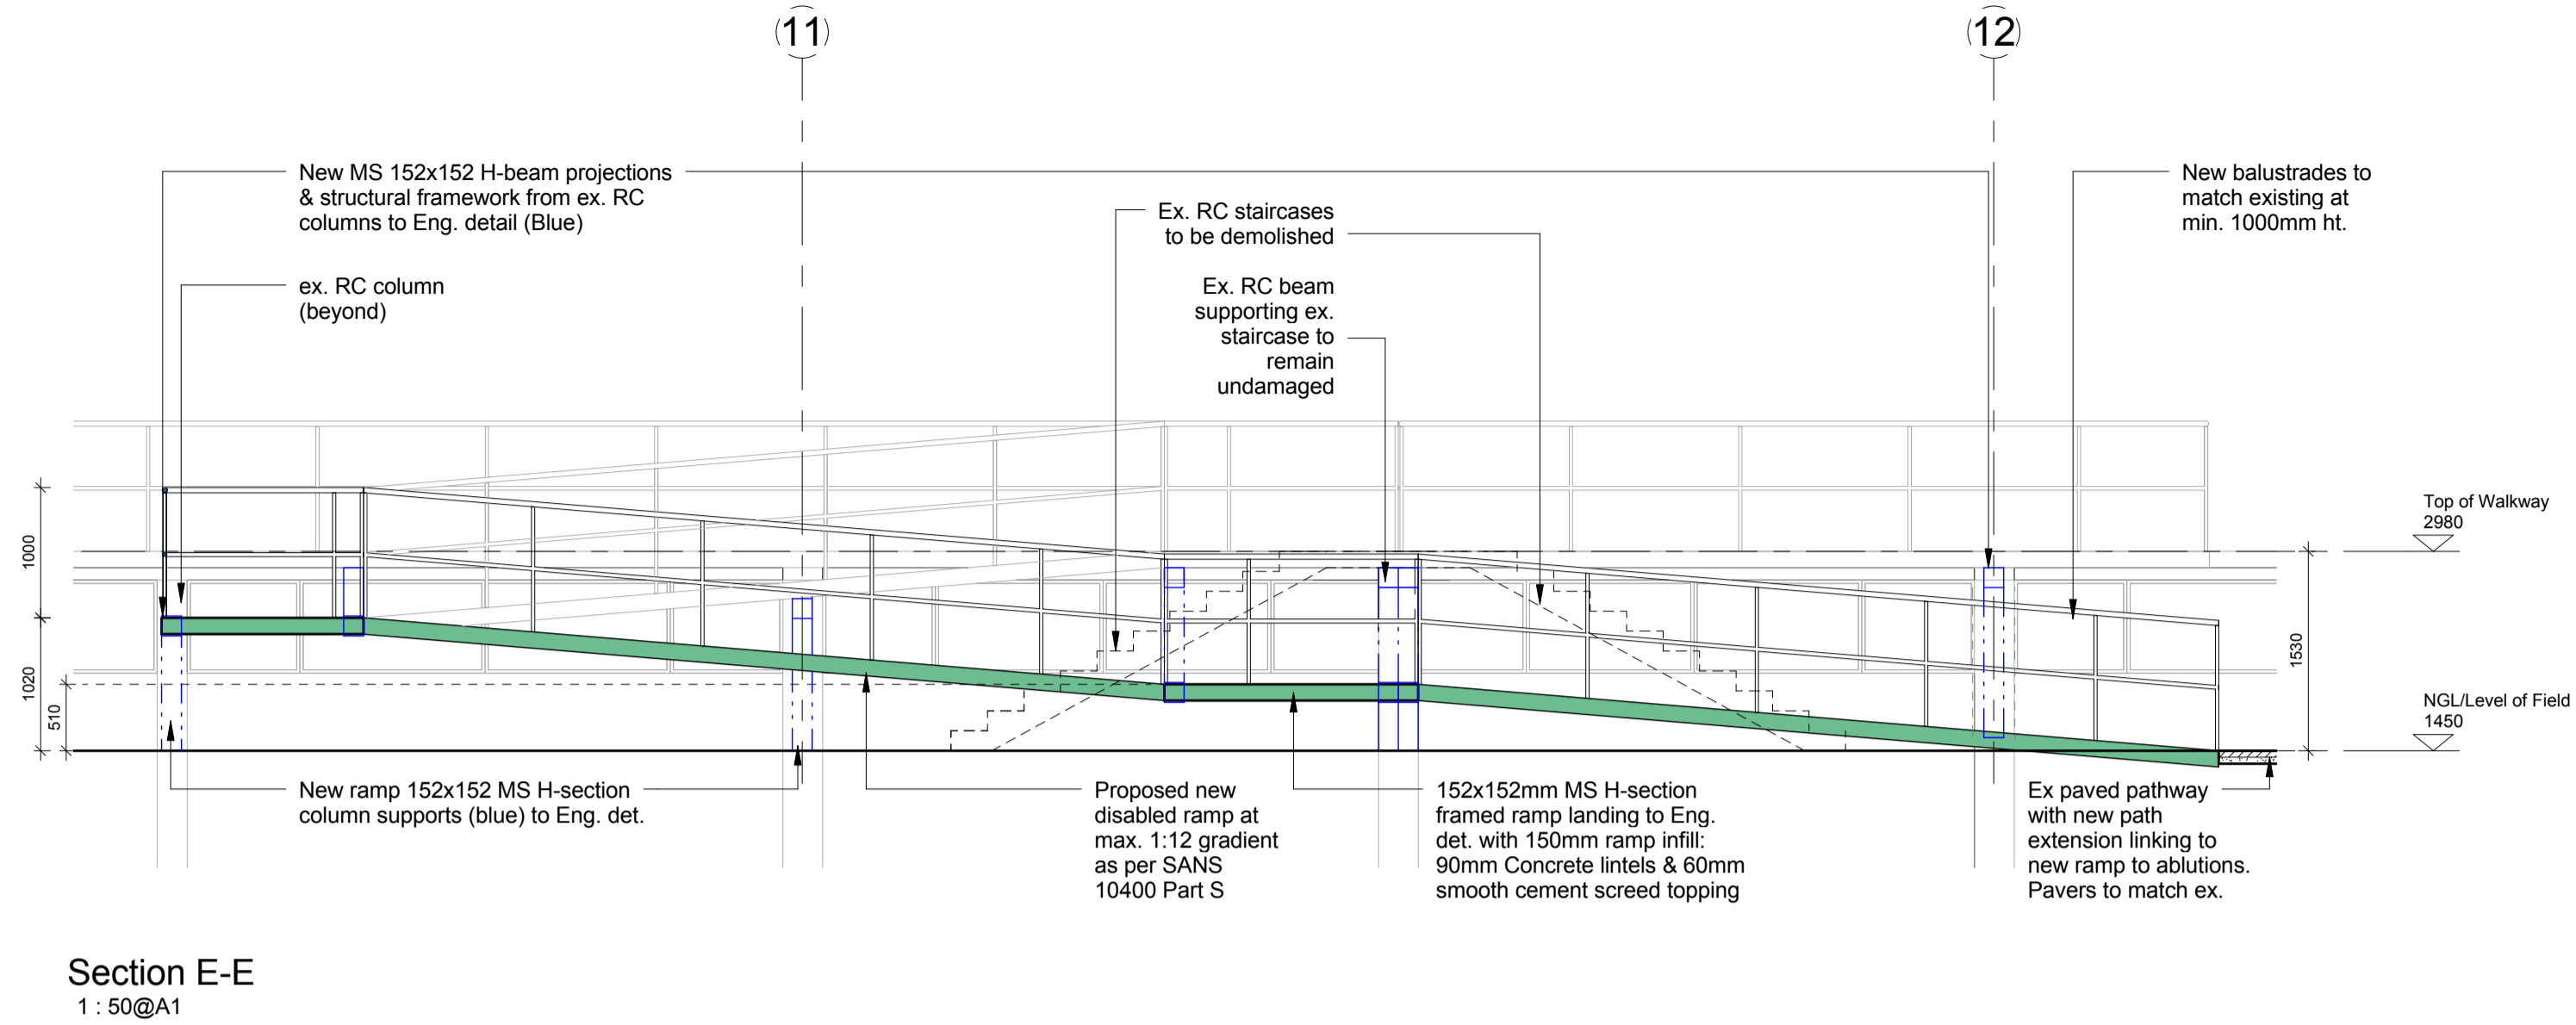 11
12
New MS 152x152 H-beam projections
& structural framework from ex. RC
columns to Eng. detail (Blue)
Ex. RC staircases
to be demolished
New balustrades to
match existing at
min. 1000mm ht.
ex. RC column
(beyond)
Ex. RC beam
supporting ex.
staircase to
remain
undamaged
Top of Walkway
2980
1000
1020
510
1530
NGL/Level of Field
1450
New ramp 152x152 MS H-section
column supports (blue) to Eng. det.
Proposed new
disabled ramp at
max. 1:12 gradient
as per SANS
10400 Part S
152x152mm MS H-section
framed ramp landing to Eng.
det. with 150mm ramp infill:
90mm Concrete lintels & 60mm
smooth cement screed topping
Ex paved pathway
with new path
extension linking to
new ramp to ablutions.
Pavers to match ex.
Section E-E
1 : 50@A1